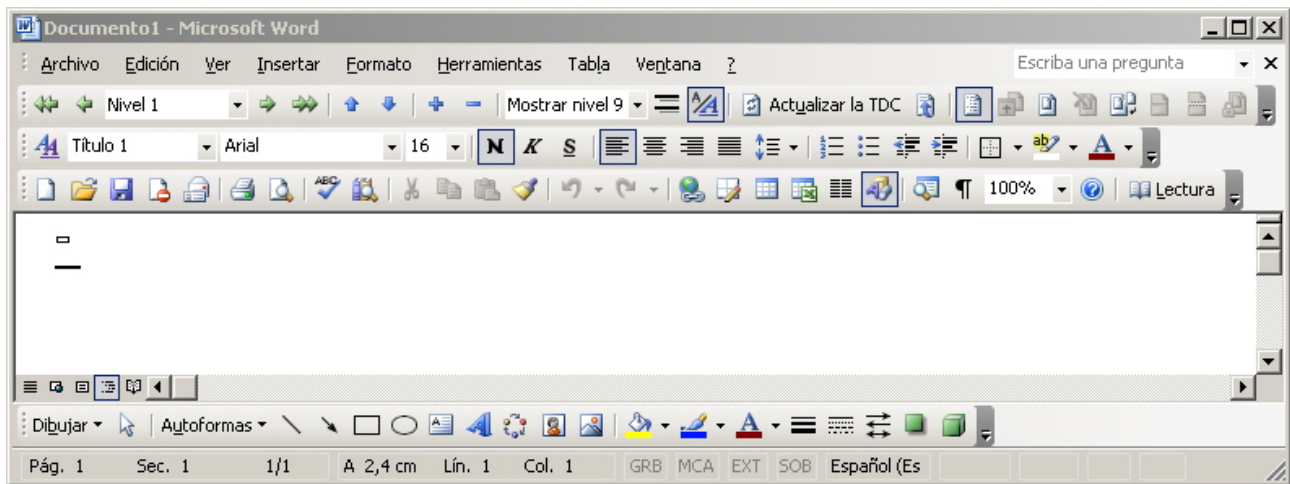 Documento1 - Microsoft Word
Archivo Edición Ver Insertar Formato Herramientas Tabla Ventana ? Escriba una pregunta
Nivel 1 Mostrar nivel 9 Actualizar la TDC
Título 1 Arial 16 N K S
100% Lectura
Dibujar Autoformas
Pág. 1 Sec. 1 1/1 A 2,4 cm Lín. 1 Col. 1 GRB MCA EXT SOB Español (Es